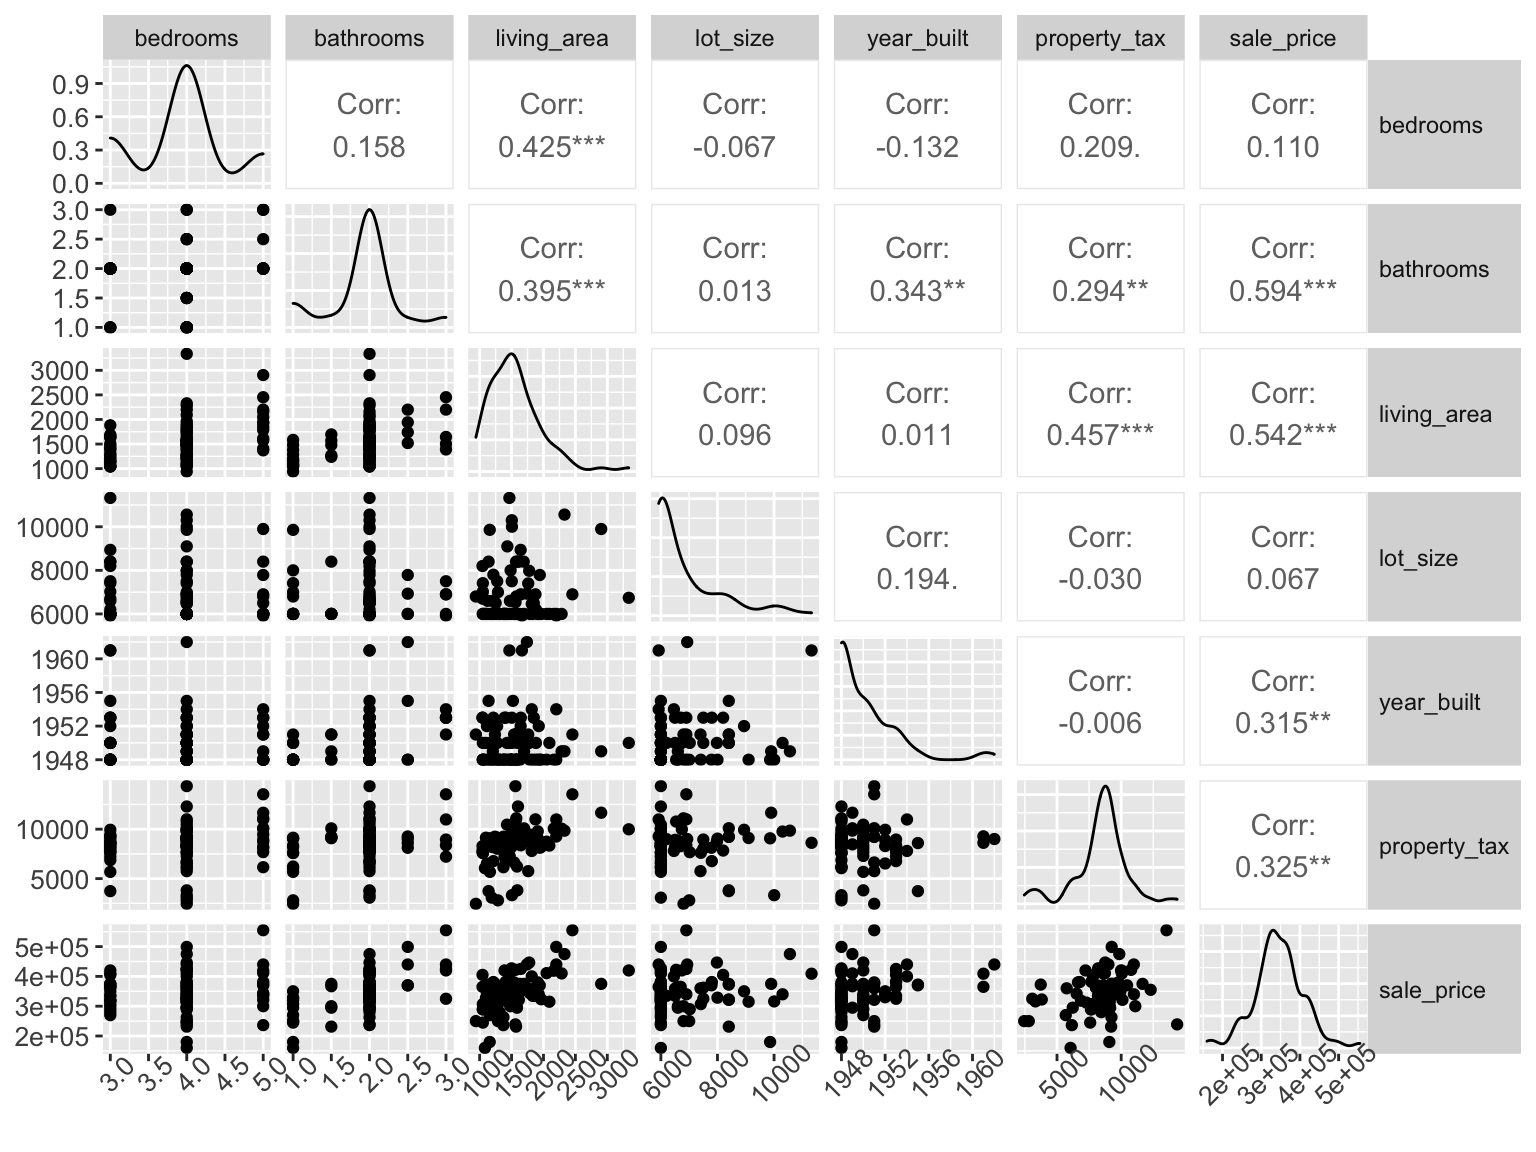 bedrooms bathrooms living_area lot_size year_built property_tax sale_price
0.9
0.6
0.3
0.0
Corr: Corr: Corr: Corr: Corr: Corr:
0.158 0.425*** -0.067 -0.132 0.209. 0.110
bedrooms
3.0
2.5
2.0
1.5
1.0
Corr: Corr: Corr: Corr: Corr:
0.395*** 0.013 0.343** 0.294** 0.594***
bathrooms
3000
2500
2000
1500
1000
Corr: Corr: Corr: Corr:
0.096 0.011 0.457*** 0.542***
living_area
10000
8000
6000
Corr: Corr: Corr:
0.194. -0.030 0.067
lot_size
1960
1956
1952
1948
Corr: Corr:
-0.006 0.315**
year_built
10000
5000
Corr:
0.325**
property_tax
5e+05
4e+05
3e+05
2e+05
sale_price
3.0 3.5 4.0 4.5 5.0 1.0 1.5 2.0 2.5 3.0 1000 1500 2000 2500 3000 6000 8000 10000 1948 1952 1956 1960 5000 10000 2e+05 3e+05 4e+05 5e+05